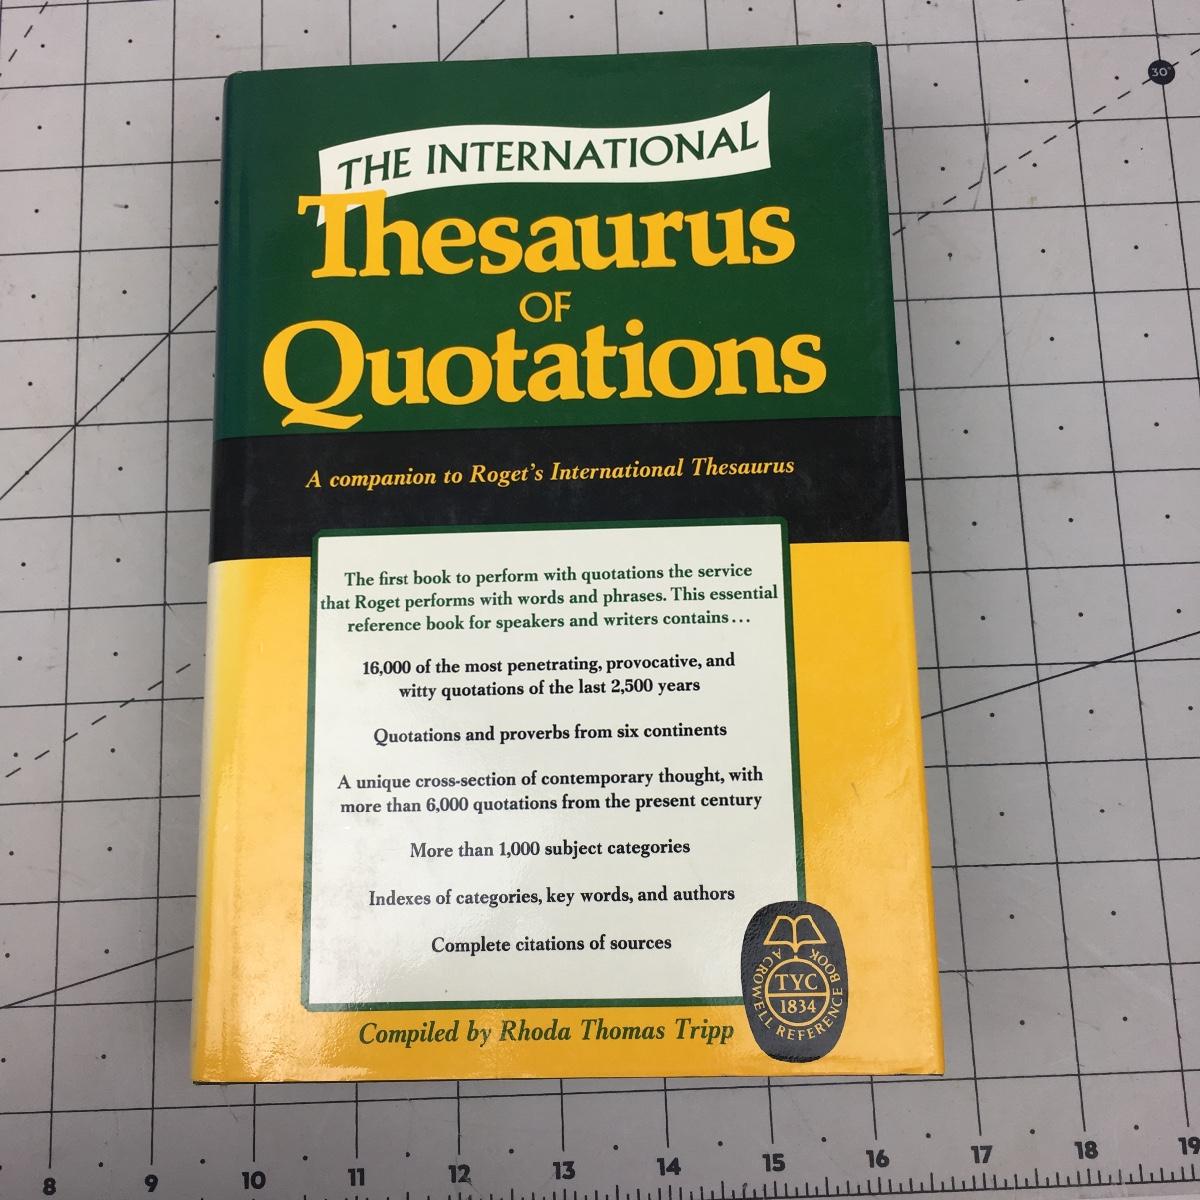 30°
THE INTERNATIONAL
Thesaurus
OF
Quotations
A companion to Roget's International Thesaurus
The first book to perform with quotations the service
that Roget performs with words and phrases. This essential
reference book for speakers and writers contains...
16,000 of the most penetrating, provocative, and
witty quotations of the last 2,500 years
Quotations and proverbs from six continents
A unique cross-section of contemporary thought, with
more than 6,000 quotations from the present century
More than 1,000 subject categories
Indexes of categories, key words, and authors
Complete citations of sources
A CROWELL REFERENCE BOOK
TYC
1834
Compiled by Rhoda Thomas Tripp
8 9 10 11 12 13 14 15 16 17 18 19